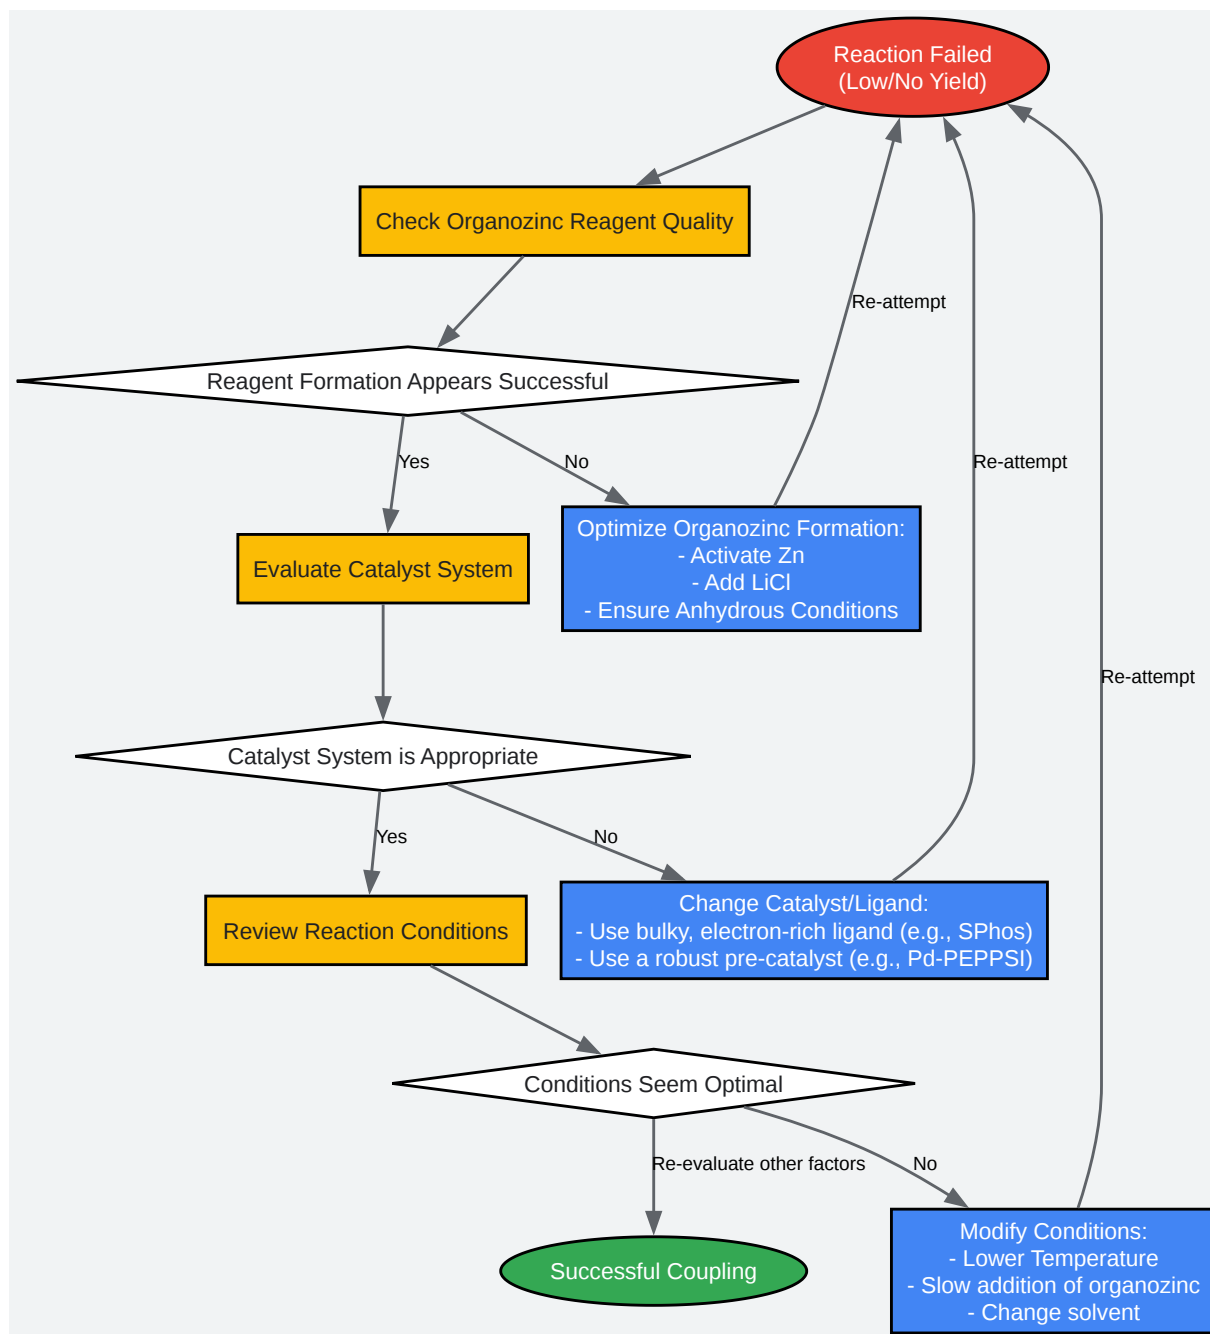 Reaction Failed
(Low/No Yield)
Check Organozinc Reagent Quality
Re-attempt
Reagent Formation Appears Successful
Yes
No
Re-attempt
Optimize Organozinc Formation:
- Activate Zn
- Add LiCl
- Ensure Anhydrous Conditions
Evaluate Catalyst System
Re-attempt
Catalyst System is Appropriate
Yes
No
Change Catalyst/Ligand:
- Use bulky, electron-rich ligand (e.g., SPhos)
- Use a robust pre-catalyst (e.g., Pd-PEPPSI)
Review Reaction Conditions
Conditions Seem Optimal
Re-evaluate other factors
No
Modify Conditions:
- Lower Temperature
- Slow addition of organozinc
- Change solvent
Successful Coupling